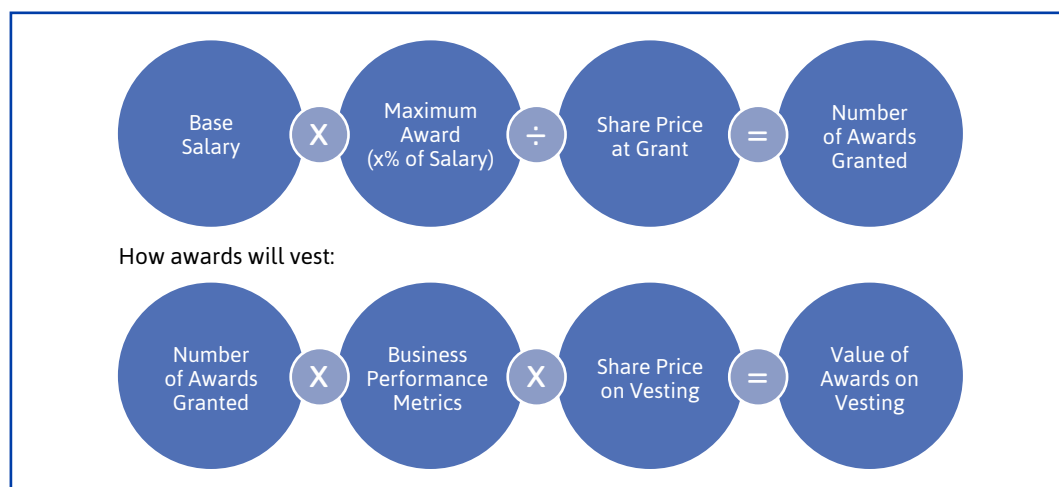 Base
Salary
X
Maximum
Award
(x% of Salary)
÷
Share Price
at Grant
=
Number
of Awards
Granted
How awards will vest:
Number
of Awards
Granted
X
Business
Performance
Metrics
X
Share Price
on Vesting
=
Value of
Awards on
Vesting